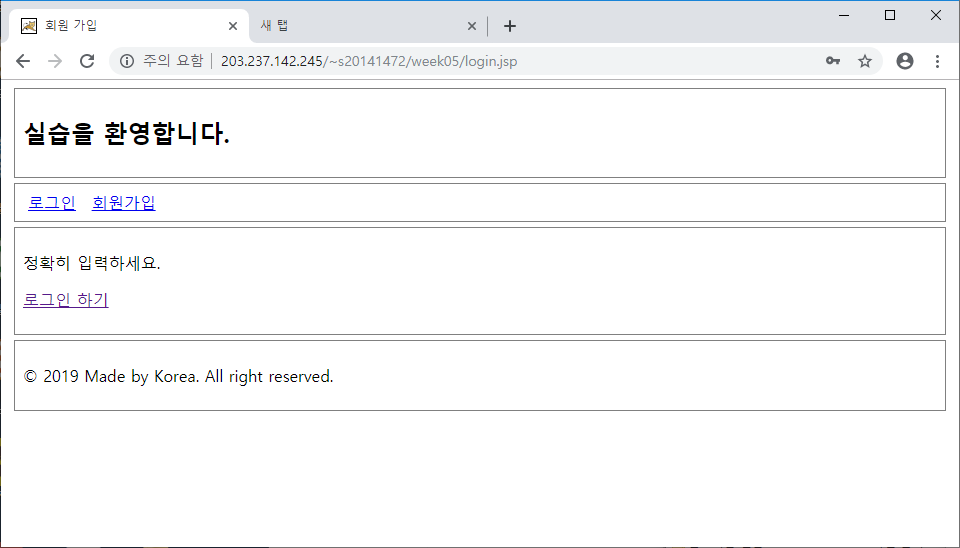 회원 가입
새 탭
주의 요함 | 203.237.142.245/~s20141472/week05/login.jsp
실습을 환영합니다.
로그인 회원가입
정확히 입력하세요.
로그인 하기
© 2019 Made by Korea. All right reserved.